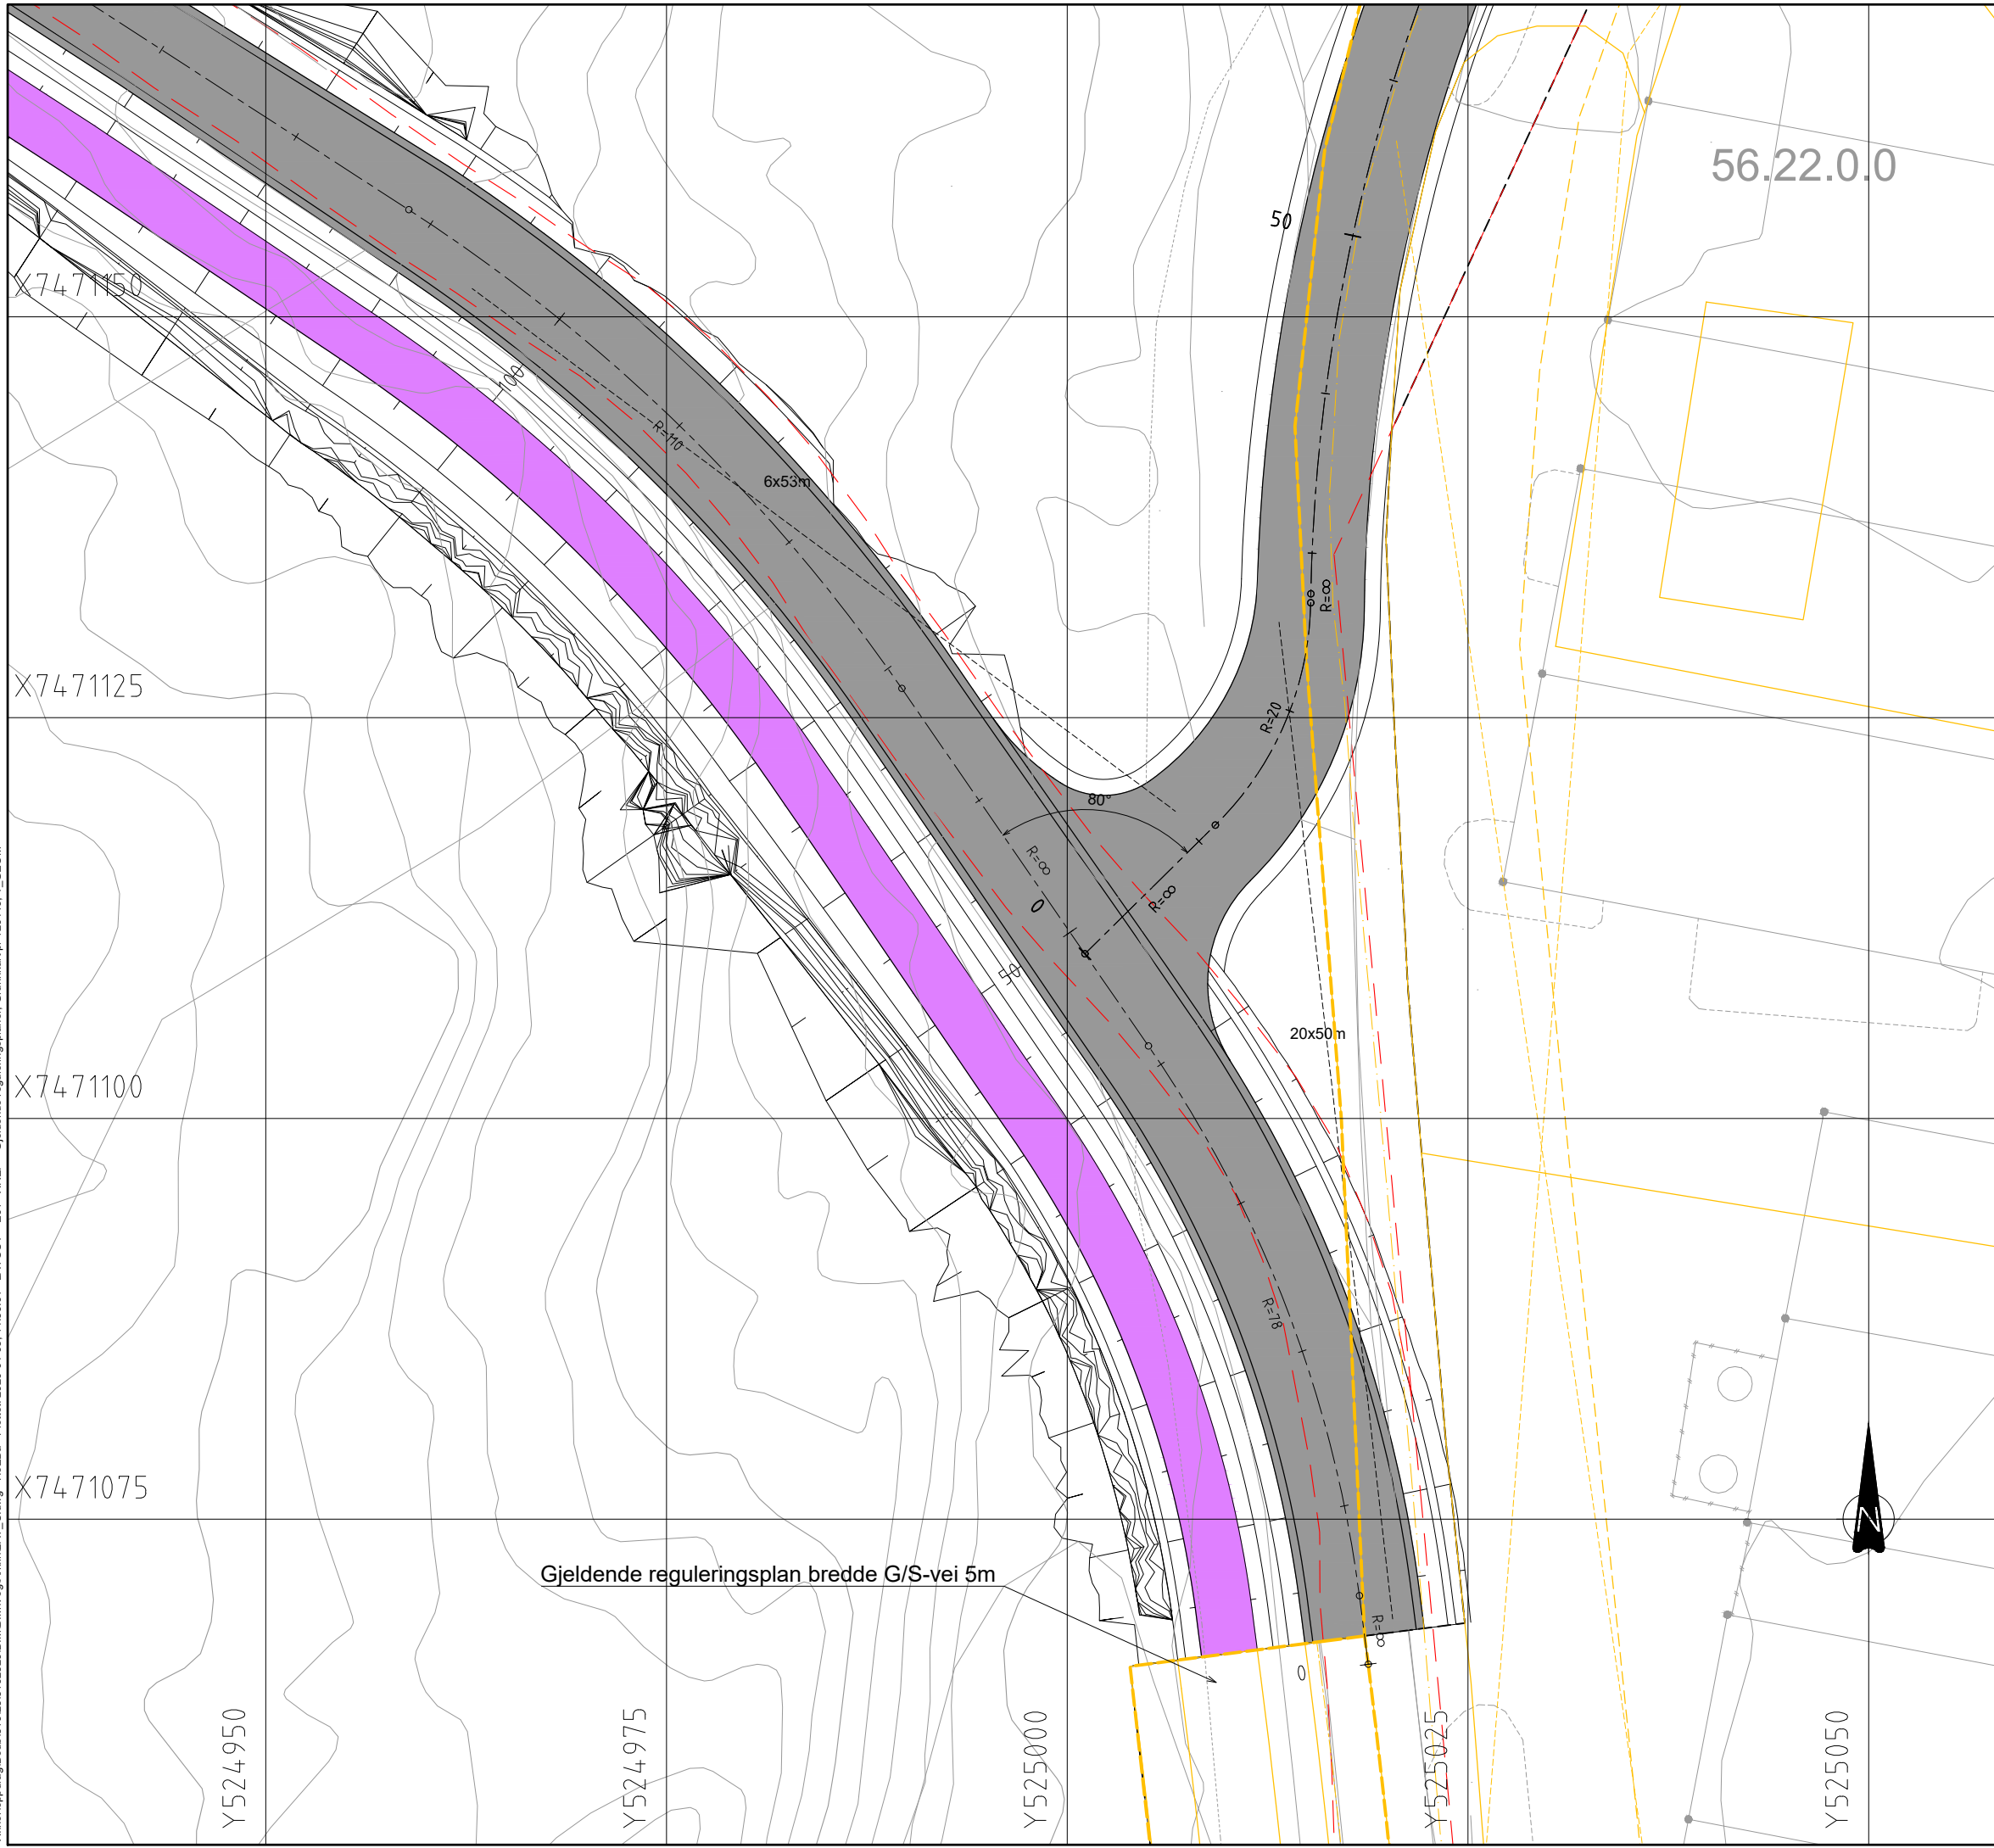 56.22.0.0
50
X7471150
100
R=110
6x53m
R=∞
X7471125
R=20
80°
R=∞
R=∞
0
50
20x50m
X7471100
R=78
X7471075
Gjeldende reguleringsplan bredde G/S-vei 5m
R=∞
0
N
Y524950
Y524975
Y525000
Y525025
Y525050